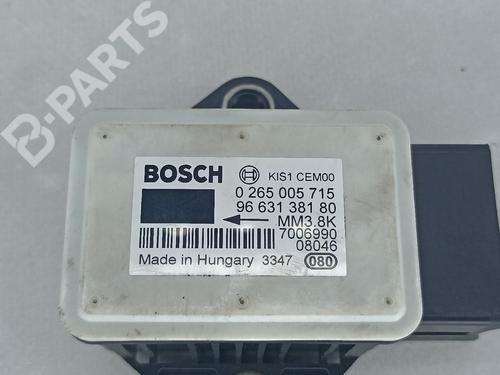 B-PARTS
BOSCH KIS1 CEM00
0 265 005 715
96 631 381 80
MM3.8K
7006990
08046
Made in Hungary 3347 080